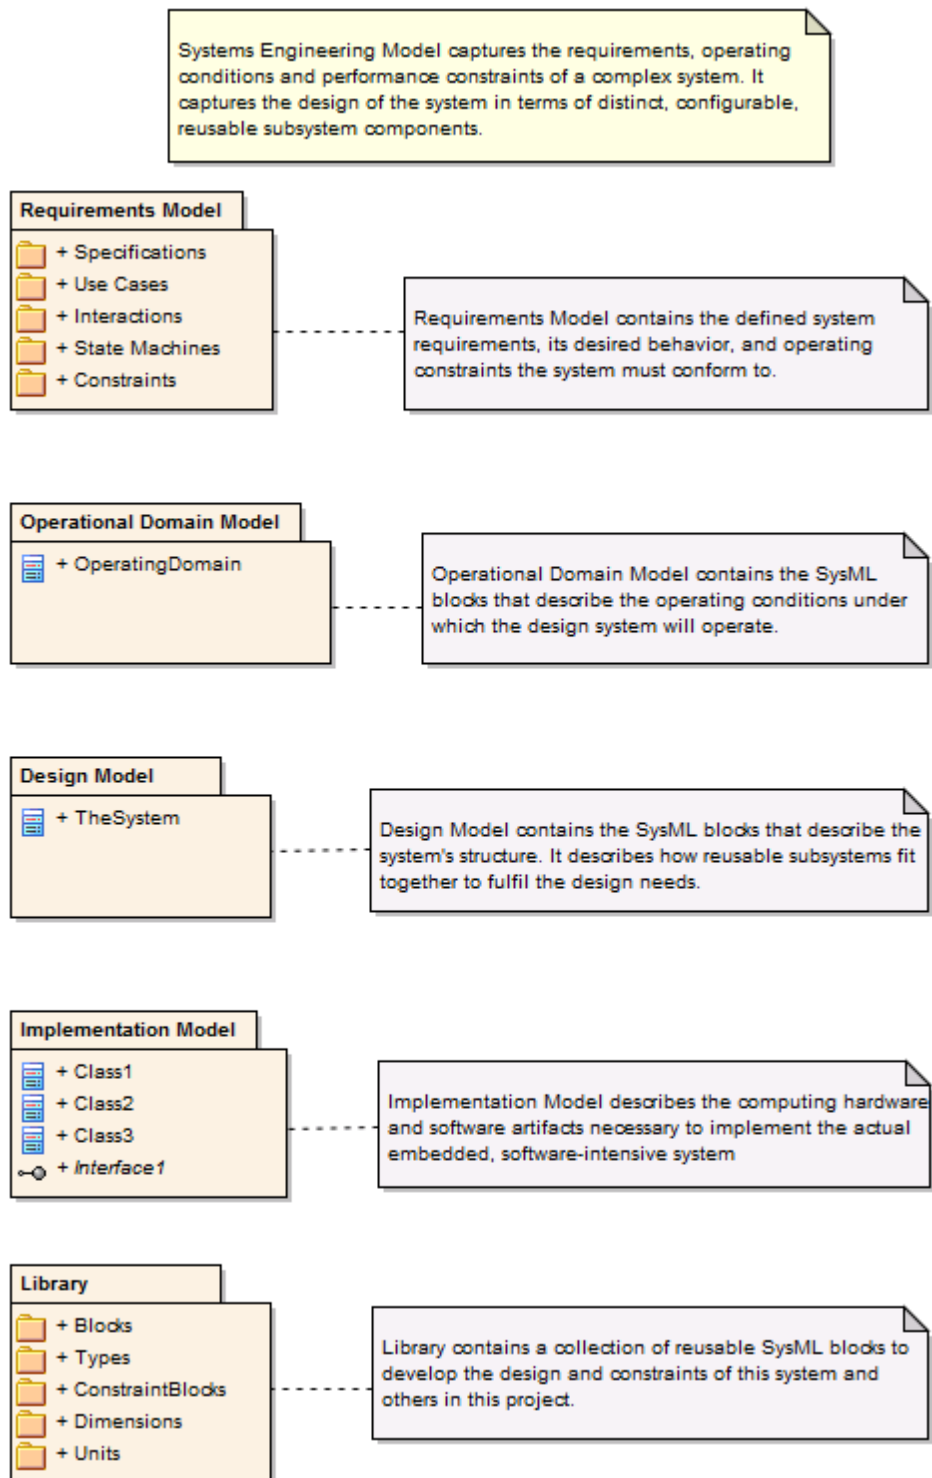 Systems Engineering Model captures the requirements, operating
conditions and performance constraints of a complex system. It
captures the design of the system in terms of distinct, configurable,
reusable subsystem components.
Requirements Model
+ Specifications
+ Use Cases
+ Interactions
+ State Machines
+ Constraints
Requirements Model contains the defined system
requirements, its desired behavior, and operating
constraints the system must conform to.
Operational Domain Model
+ OperatingDomain
Operational Domain Model contains the SysML
blocks that describe the operating conditions under
which the design system will operate.
Design Model
+ TheSystem
Design Model contains the SysML blocks that describe the
system's structure. It describes how reusable subsystems fit
together to fulfil the design needs.
Implementation Model
+ Class1
+ Class2
+ Class3
+ Interface1
Implementation Model describes the computing hardware
and software artifacts necessary to implement the actual
embedded, software-intensive system
Library
+ Blocks
+ Types
+ ConstraintBlocks
+ Dimensions
+ Units
Library contains a collection of reusable SysML blocks to
develop the design and constraints of this system and
others in this project.